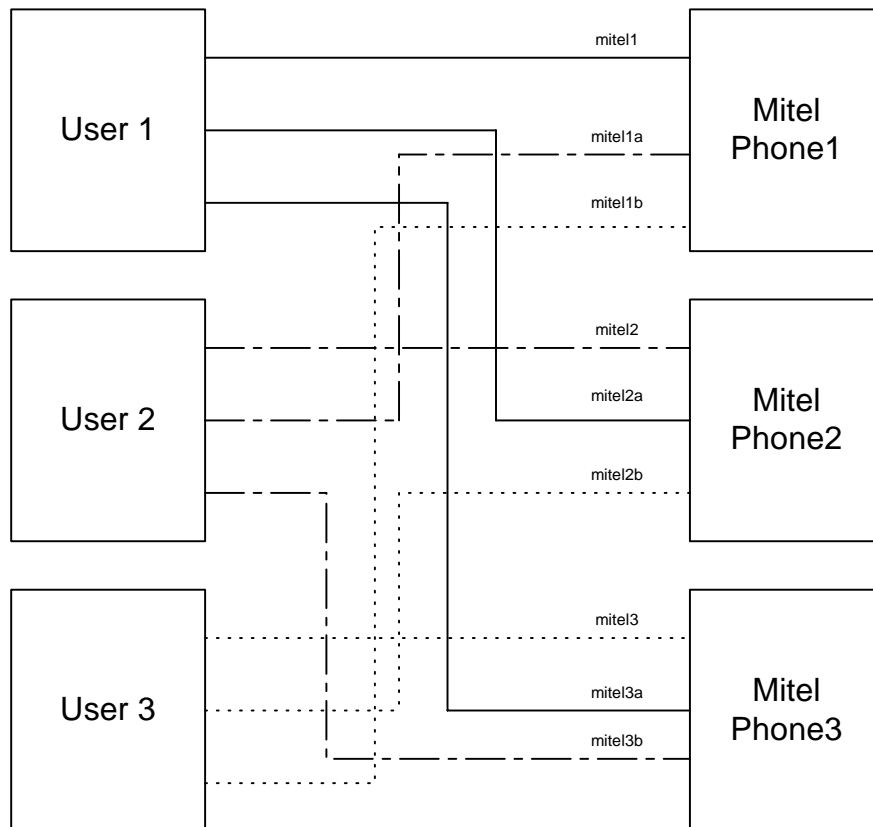 User 1
mitel1
mitel1a
mitel1b
Mitel
Phone1
User 2
mitel2
mitel2a
mitel2b
Mitel
Phone2
User 3
mitel3
mitel3a
mitel3b
Mitel
Phone3